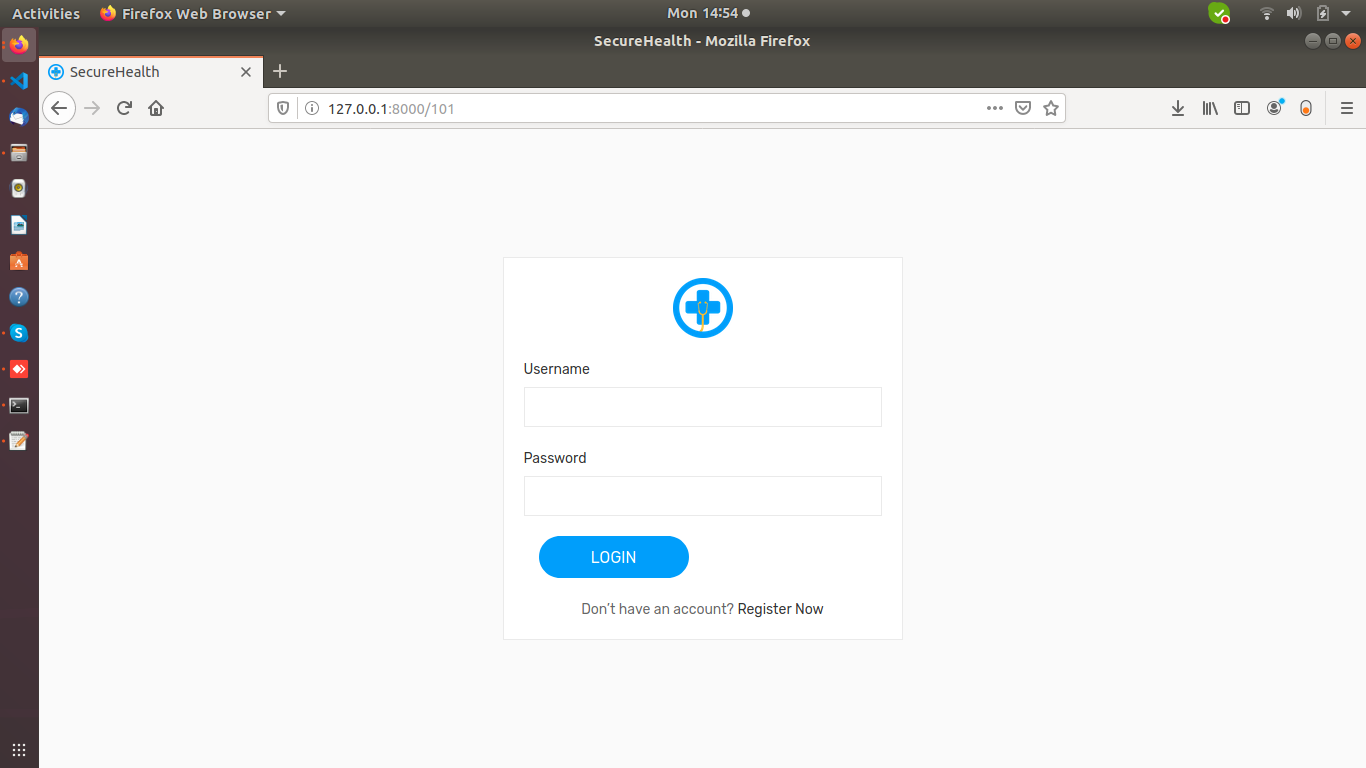 Activities
Firefox Web Browser
Mon 14:54
SecureHealth - Mozilla Firefox
SecureHealth
127.0.0.1:8000/101
Username
Password
LOGIN
Don't have an account? Register Now